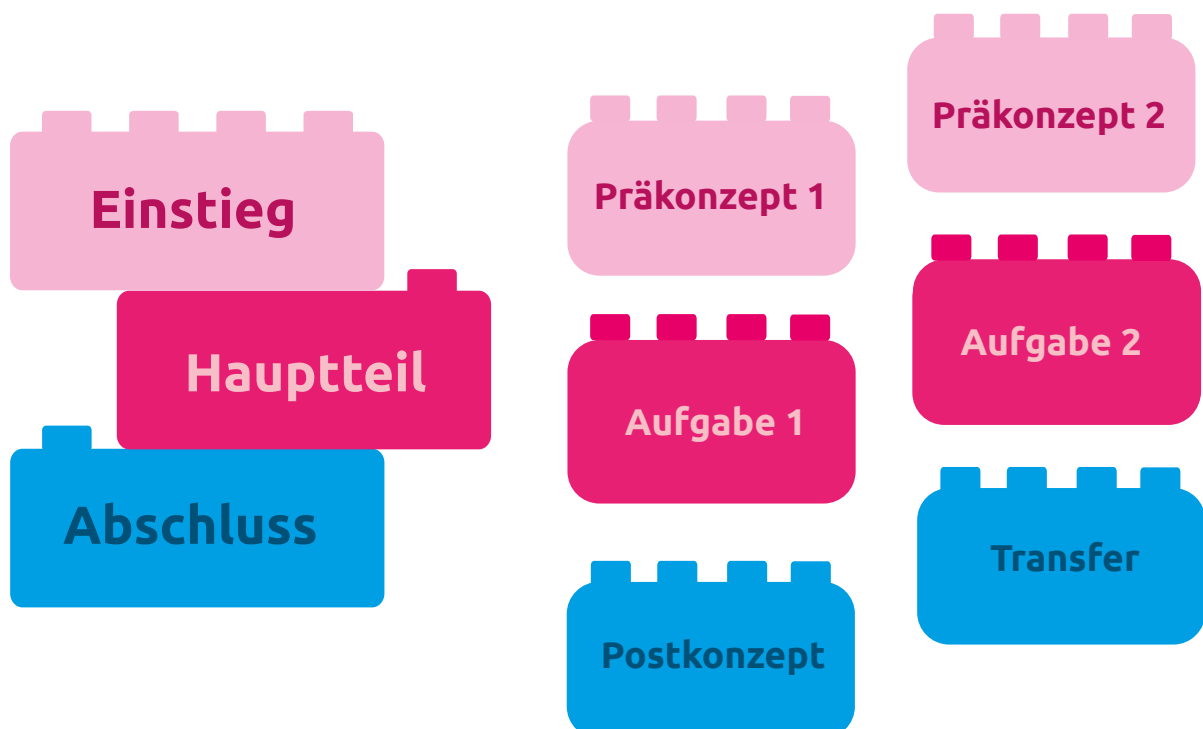 Einstieg
Hauptteil
Abschluss
Präkonzept 1
Aufgabe 1
Postkonzept
Präkonzept 2
Aufgabe 2
Transfer